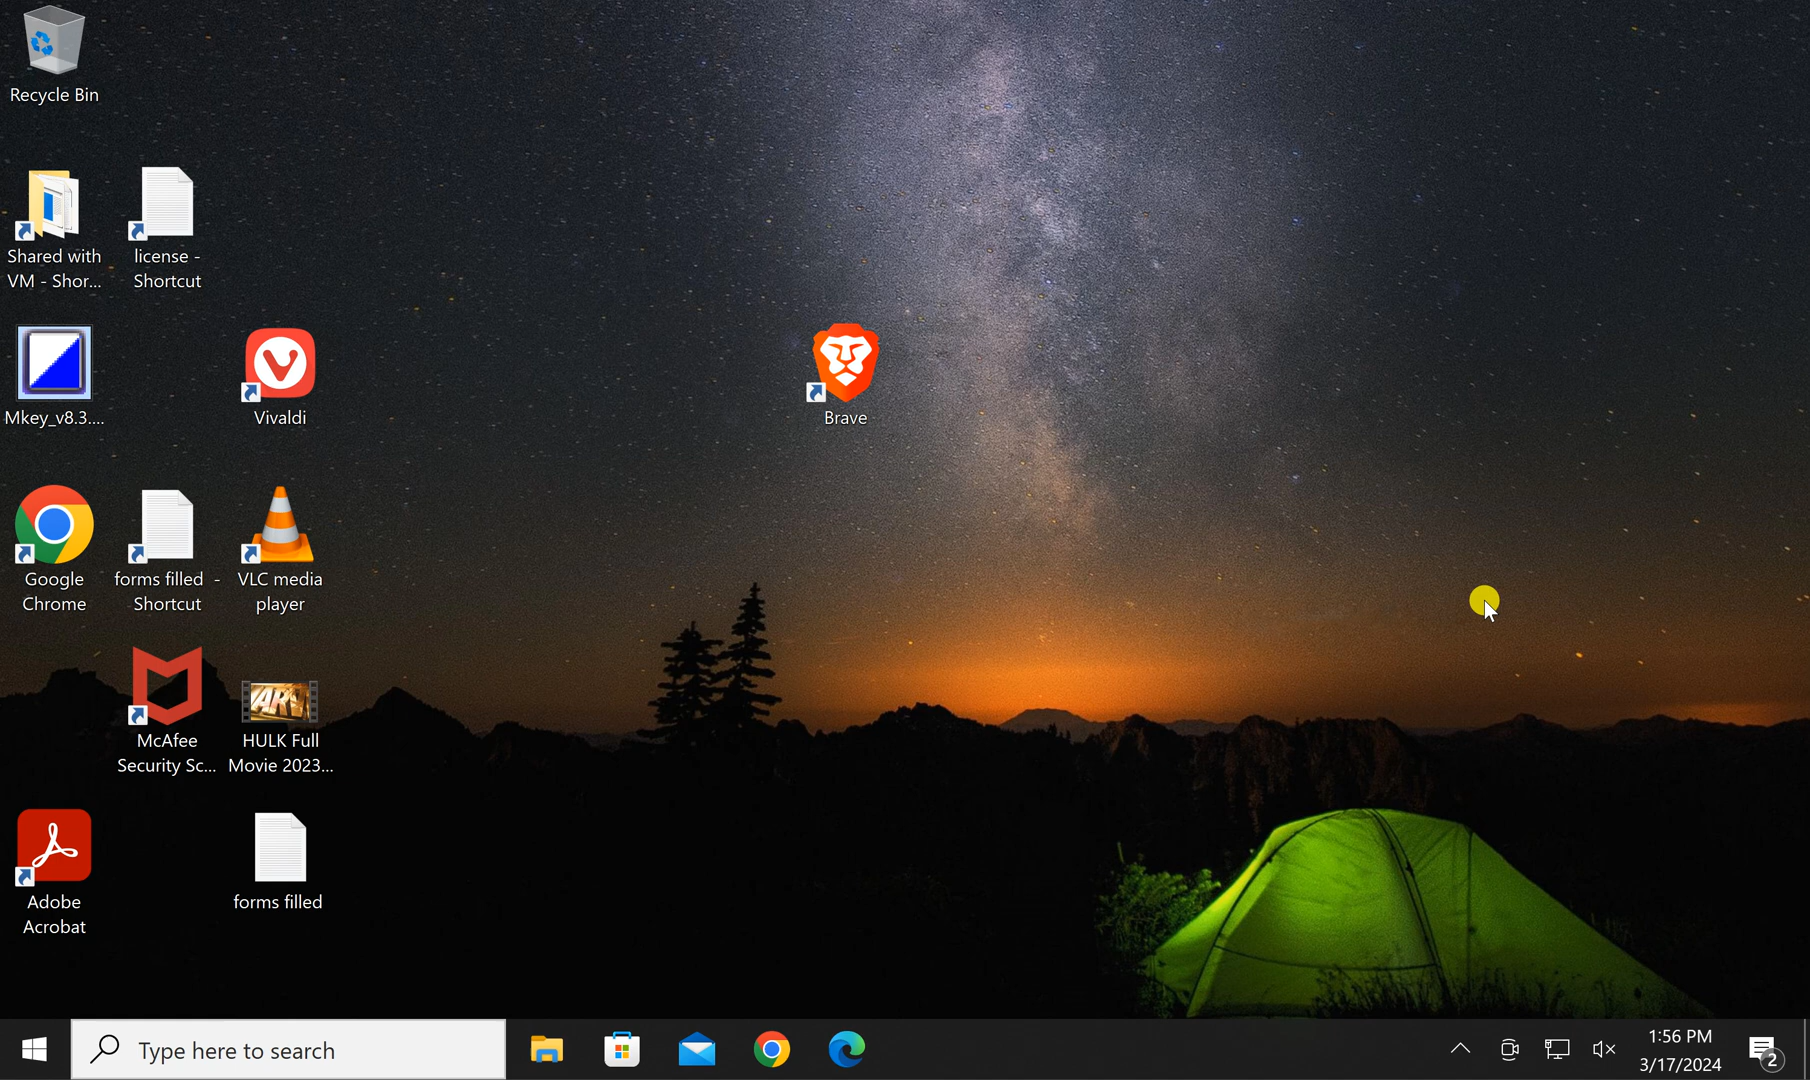 Recycle Bin
Shared with
VM - Shor...
license -
Shortcut
Mkey_v8.3....
Vivaldi
Brave
Google
Chrome
forms filled -
Shortcut
VLC media
player
McAfee
Security Sc...
HULK Full
Movie 2023...
Adobe
Acrobat
forms filled
Type here to search
1:56 PM
3/17/2024
2